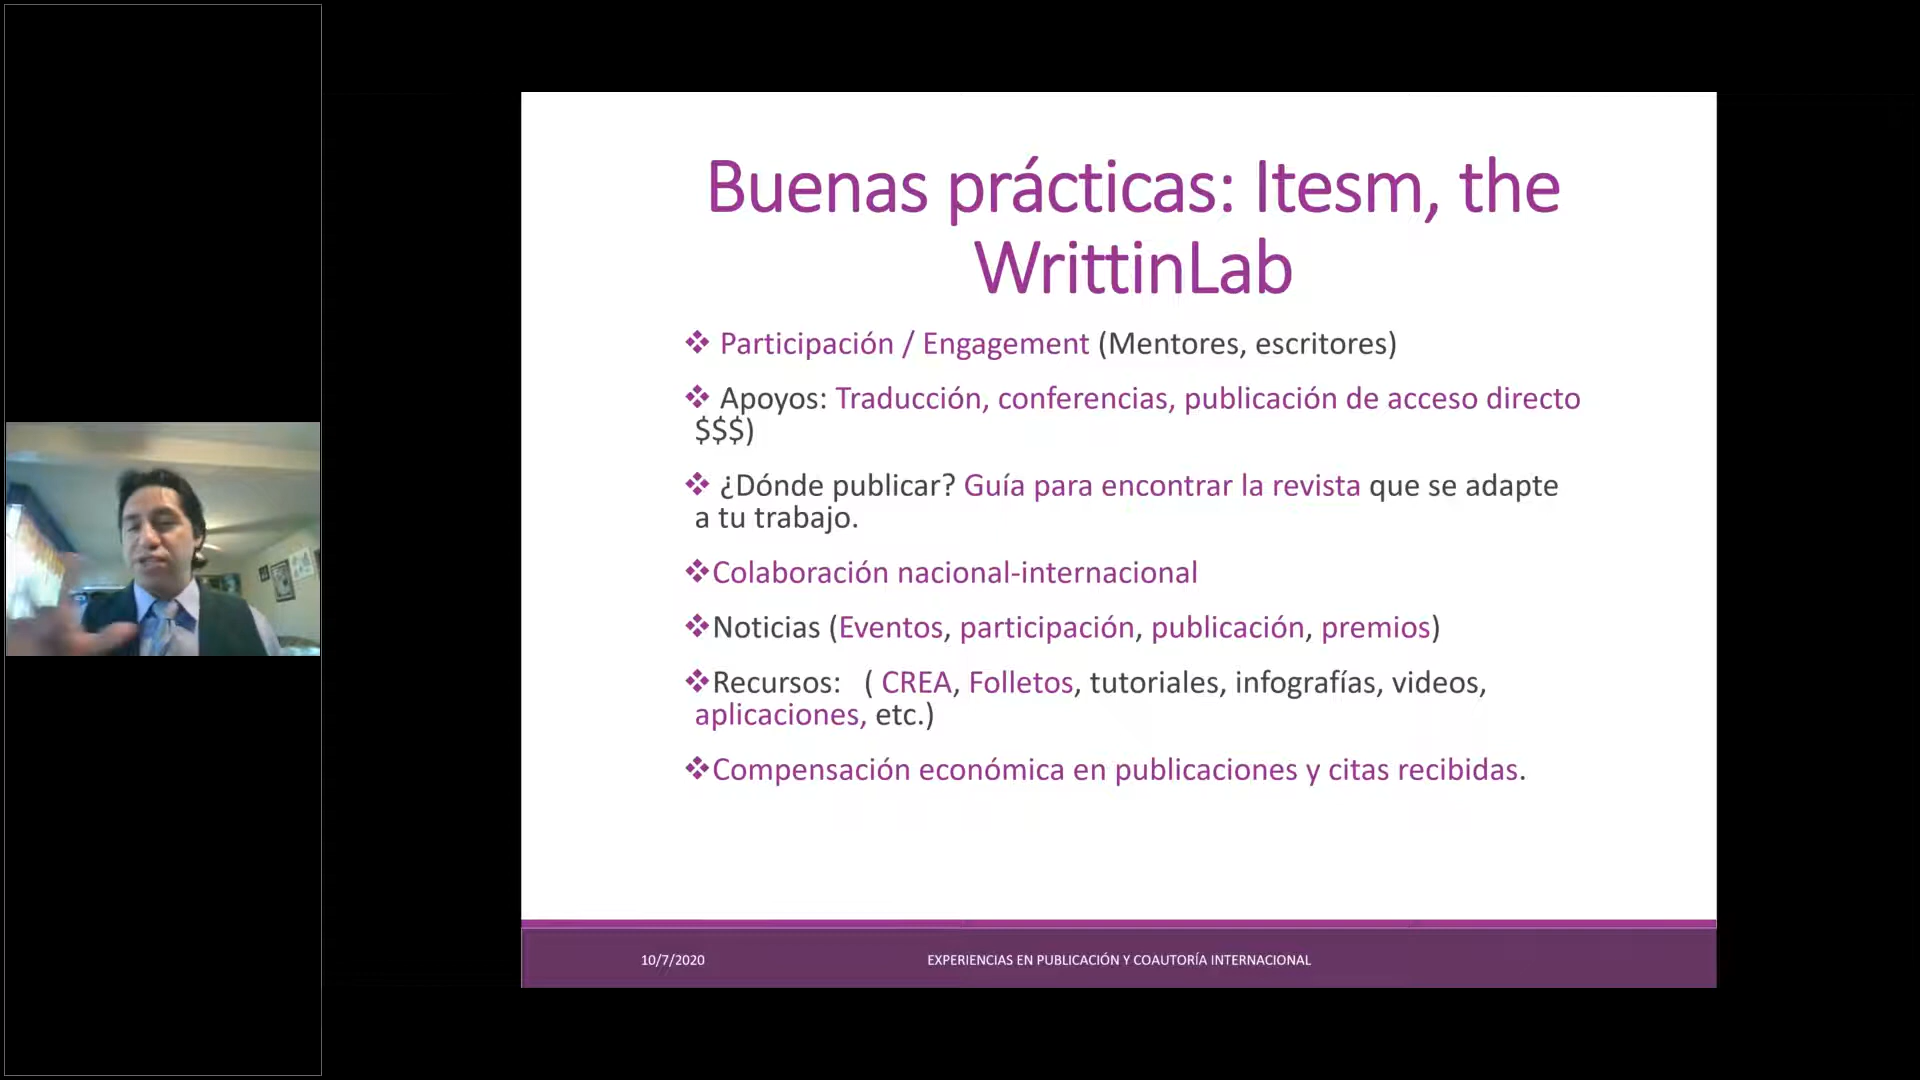 Buenas prácticas: Itesm, the
WrittinLab
❖ Participación / Engagement (Mentores, escritores)
❖ Apoyos: Traducción, conferencias, publicación de acceso directo
$$$)
❖ ¿Dónde publicar? Guía para encontrar la revista que se adapte
a tu trabajo.
❖Colaboración nacional-internacional
❖Noticias (Eventos, participación, publicación, premios)
❖Recursos: ( CREA, Folletos, tutoriales, infografías, videos,
aplicaciones, etc.)
❖Compensación económica en publicaciones y citas recibidas.
10/7/2020
EXPERIENCIAS EN PUBLICACIÓN Y COAUTORÍA INTERNACIONAL